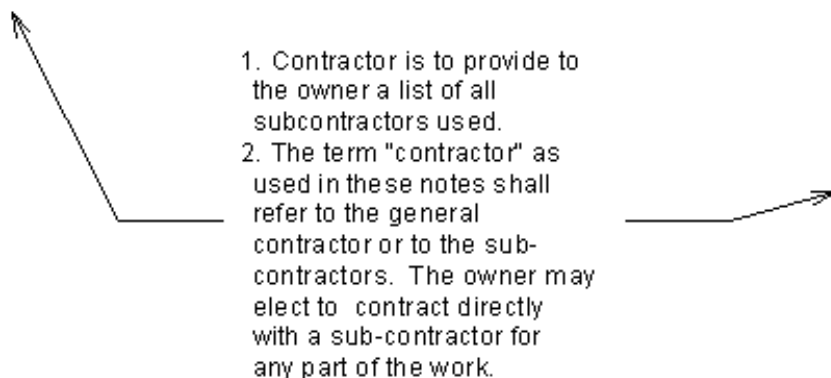 1. Contractor is to provide to
the owner a list of all
subcontractors used.
2. The term "contractor" as
used in these notes shall
refer to the general
contractor or to the sub-
contractors.  The owner may
elect to  contract directly
with a sub-contractor for
any part of the work.